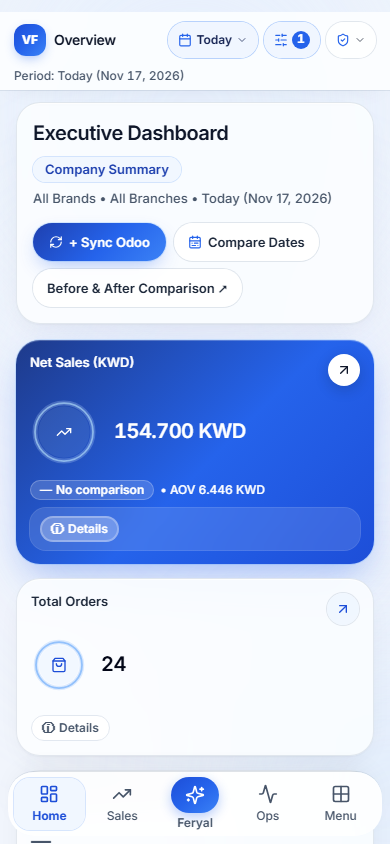 VF Overview Today 1
Period: Today (Nov 17, 2026)
Executive Dashboard
Company Summary
All Brands • All Branches • Today (Nov 17, 2026)
+ Sync Odoo Compare Dates
Before & After Comparison ↗
Net Sales (KWD)
154.700 KWD
— No comparison • AOV 6.446 KWD
Details
Total Orders
24
Details
Home Sales Feryal Ops Menu